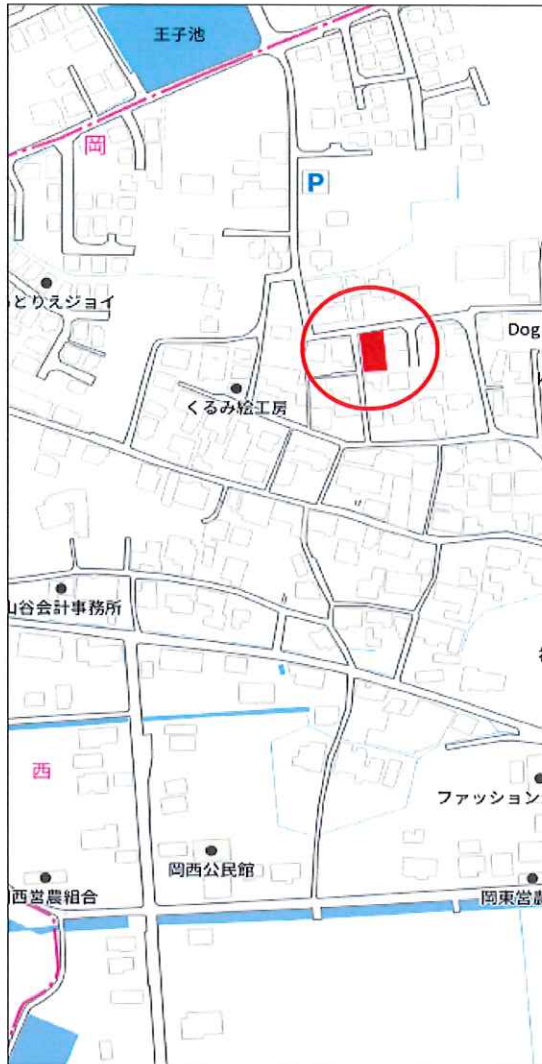 王子池
岡
P
とりえジョイ
Dog
くるみ絵工房
山谷会計事務所
西
ファッション
岡西公民館
西営農組合
岡東営農